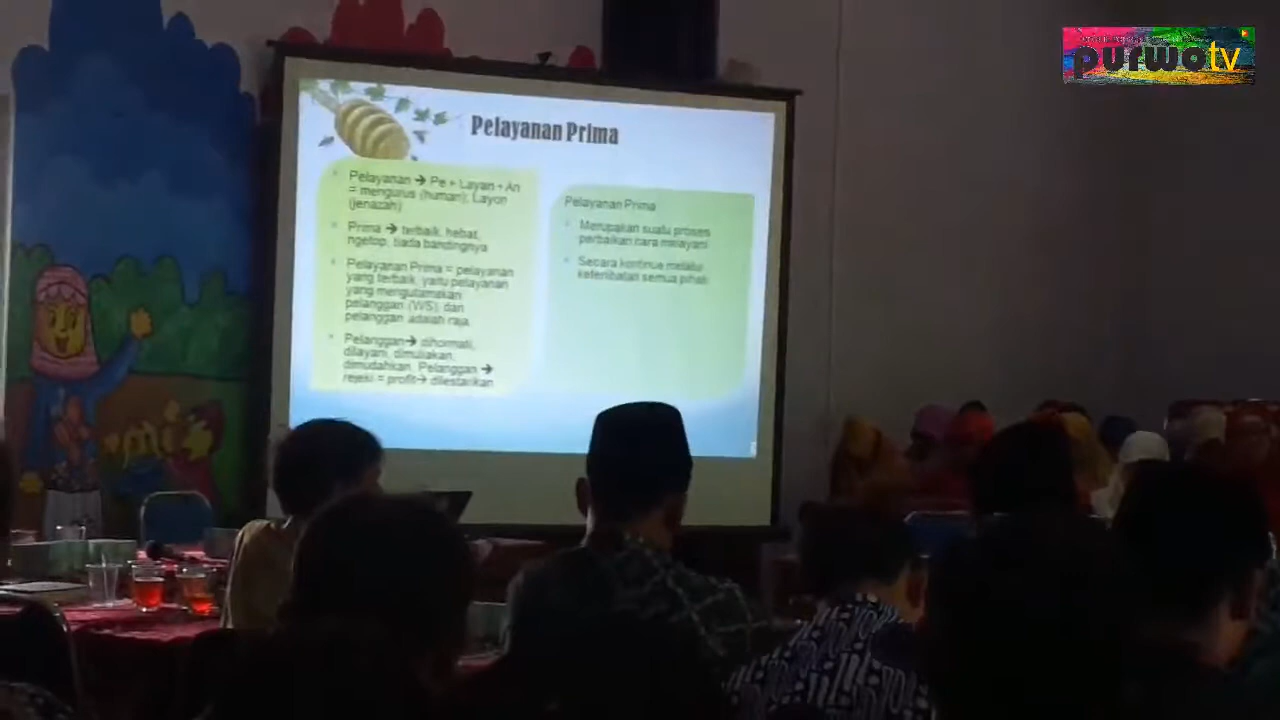 purwotv
Pelayanan Prima
Pelayanan → Pe + Layan + An
= mengurus (human); Layon
(jenazah)
Prima → terbaik, hebat,
ngetop, tiada bandingnya
Pelayanan Prima = pelayanan
yang terbaik, yaitu pelayanan
yang mengutamakan
pelanggan (WS), dan
pelanggan adalah raja.
Pelanggan → dihormati,
dilayani, dimuliakan,
dimudahkan. Pelanggan →
rejeki = profit → dilestarikan
Pelayanan Prima
Merupakan suatu proses
perbaikan cara melayani
Secara kontinue melalui
keterlibatan semua pihak